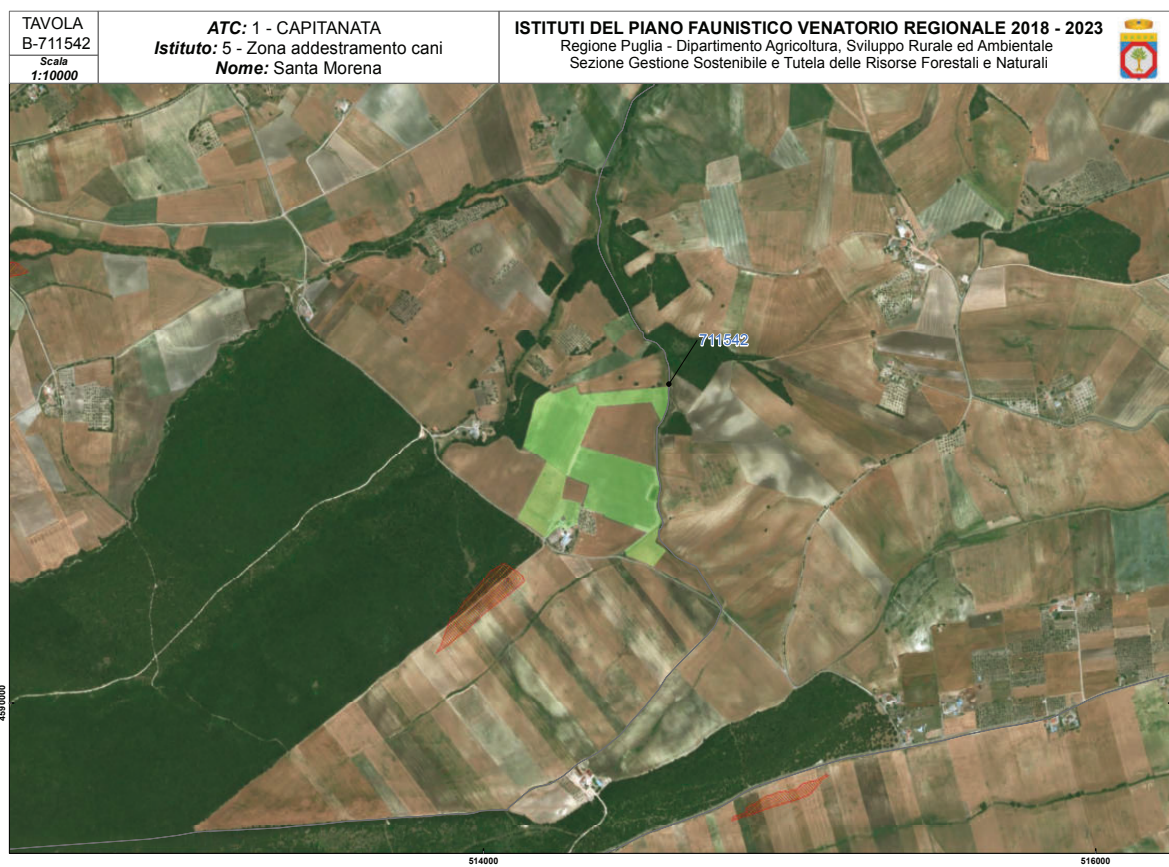 TAVOLA
B-711542
Scala
1:10000
ATC: 1 - CAPITANATA
Istituto: 5 - Zona addestramento cani
Nome: Santa Morena
ISTITUTI DEL PIANO FAUNISTICO VENATORIO REGIONALE 2018 - 2023
Regione Puglia - Dipartimento Agricoltura, Sviluppo Rurale ed Ambientale
Sezione Gestione Sostenibile e Tutela delle Risorse Forestali e Naturali
711542
4590000
514000
516000